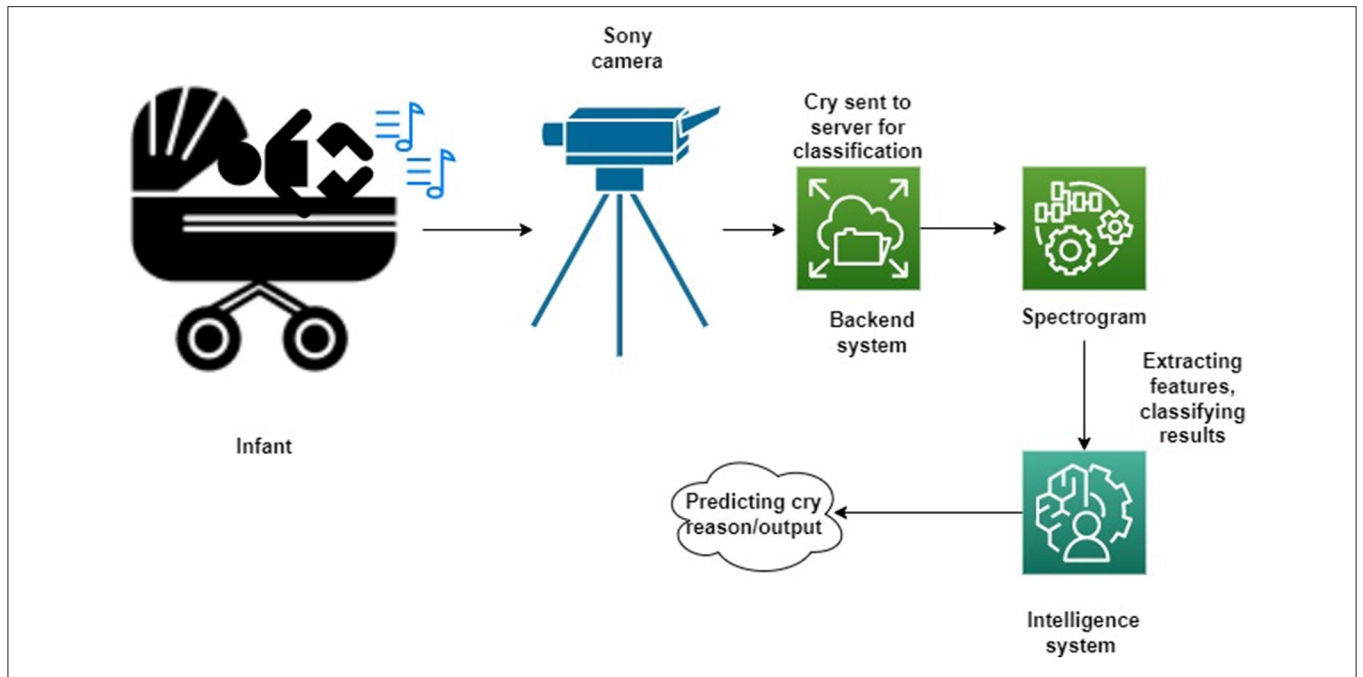 Sony
camera
Cry sent to
server for
classification
Backend
system
Spectrogram
Extracting
features,
classifying
results
Infant
Predicting cry
reason/output
Intelligence
system